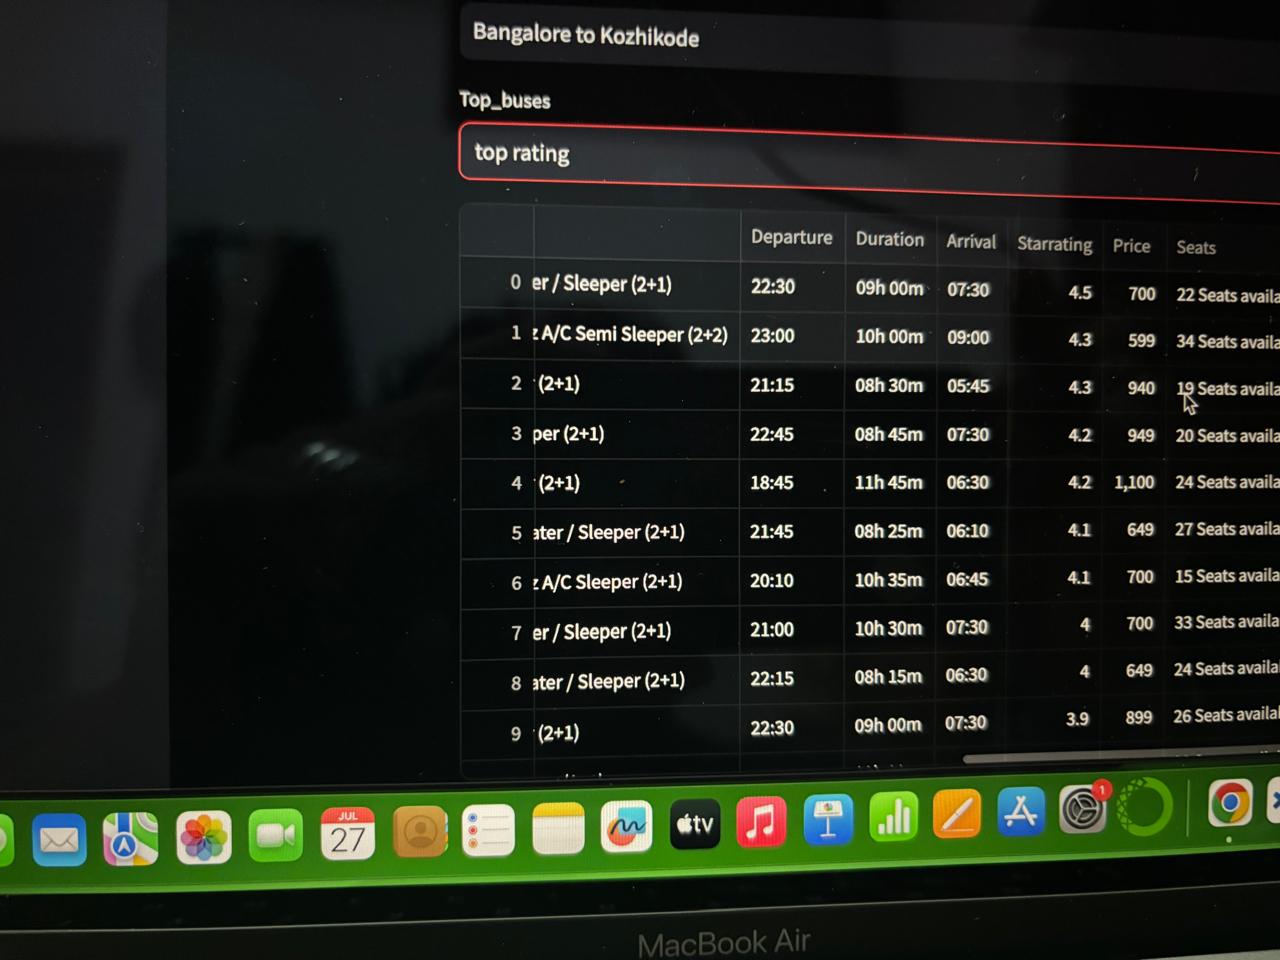 Bangalore to Kozhikode
Top_buses
top rating
Departure Duration Arrival Starrating Price Seats
0 er / Sleeper (2+1) 22:30 09h 00m 07:30 4.5 700 22 Seats availa
1 z A/C Semi Sleeper (2+2) 23:00 10h 00m 09:00 4.3 599 34 Seats availa
2 (2+1) 21:15 08h 30m 05:45 4.3 940 19 Seats availa
3 per (2+1) 22:45 08h 45m 07:30 4.2 949 20 Seats availa
4 (2+1) 18:45 11h 45m 06:30 4.2 1,100 24 Seats availa
5 ater / Sleeper (2+1) 21:45 08h 25m 06:10 4.1 649 27 Seats availa
6 z A/C Sleeper (2+1) 20:10 10h 35m 06:45 4.1 700 15 Seats availa
7 er / Sleeper (2+1) 21:00 10h 30m 07:30 4 700 33 Seats availa
8 ater / Sleeper (2+1) 22:15 08h 15m 06:30 4 649 24 Seats availa
9 (2+1) 22:30 09h 00m 07:30 3.9 899 26 Seats availab
JUL
27
tv
1
MacBook Air